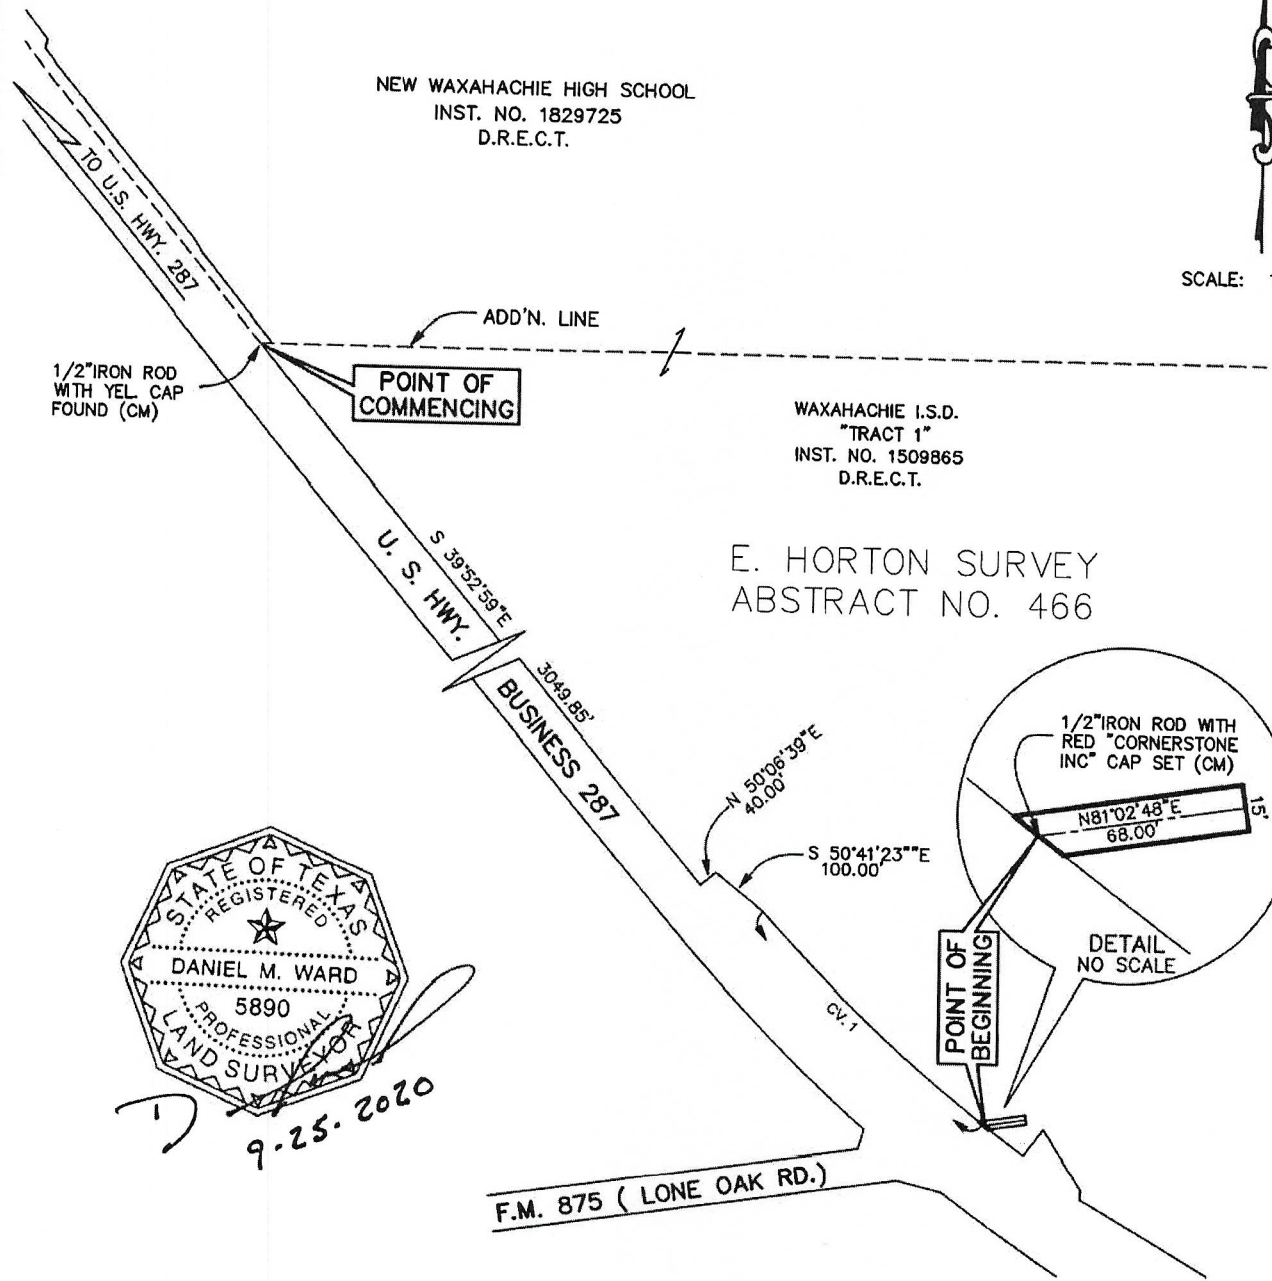 NEW WAXAHACHIE HIGH SCHOOL
INST. NO. 1829725
D.R.E.C.T.
TO U.S. HWY. 287
SCALE:
ADD'N. LINE
1/2"IRON ROD
WITH YEL. CAP
FOUND (CM)
POINT OF
COMMENCING
WAXAHACHIE I.S.D.
"TRACT 1"
INST. NO. 1509865
D.R.E.C.T.
E. HORTON SURVEY
ABSTRACT NO. 466
S 39°52'59"E
3049.85'
U. S. HWY.
BUSINESS 287
N 50°06'39"E
40.00'
S 50°41'23""E
100.00'
1/2"IRON ROD WITH
RED "CORNERSTONE
INC" CAP SET (CM)
N81°02'48"E
68.00'
15'
DETAIL
NO SCALE
POINT OF
BEGINNING
CV. 1
STATE OF TEXAS
REGISTERED
DANIEL M. WARD
5890
PROFESSIONAL
LAND SURVEYOR
9-25-2020
F.M. 875 ( LONE OAK RD.)